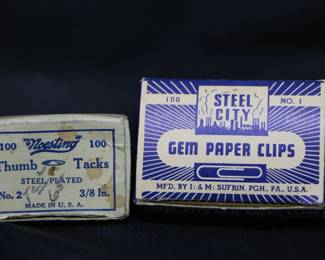 100 "Noesting" 100
Thumb Tacks
STEEL PLATED
No. 2 3/8 In.
MADE IN U. S. A.
STEEL
CITY
100 NO. 1
GEM PAPER CLIPS
MFD. BY I. & M. SUFRIN, PGH., PA., U.S.A.